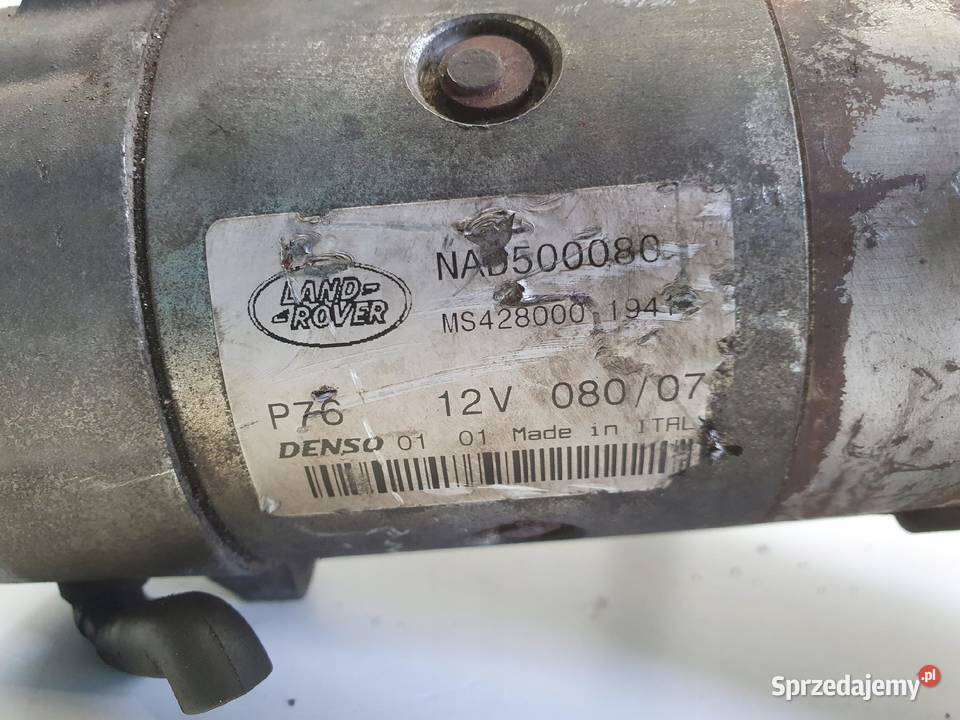 LAND-
-ROVER
NAD500080
MS428000 1941
P76 12V 080/07
DENSO 01 01 Made in ITAL
Sprzedajemy.pl